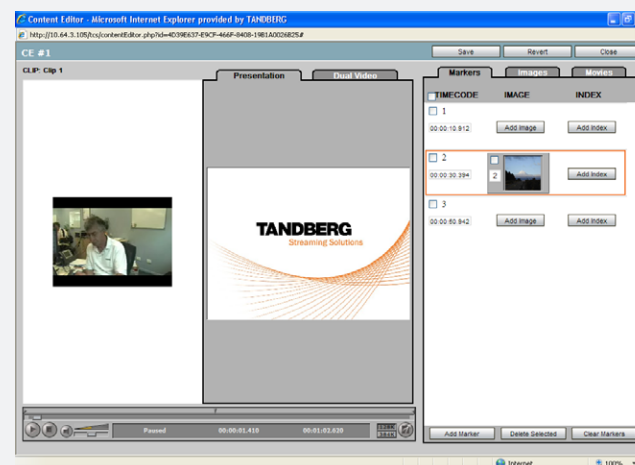 Content Editor - Microsoft Internet Explorer provided by TANDBERG
http://10.64.3.105/tcs/contentEditor.php?id=4D39E637-E9CF-466F-8408-1981A0026B25#
CE #1
Save Revert Close
CLIP: Clip 1
Presentation Dual Video
Markers Images Movies
TIMECODE IMAGE INDEX
1
00:00:10.912 Add Image Add Index
2
00:00:30.394 2 Add Index
3
00:00:50.942 Add Image Add Index
TANDBERG
Streaming Solutions
Paused 00:00:01.410 00:01:02.620
Add Marker Delete Selected Clear Markers
Internet 100%